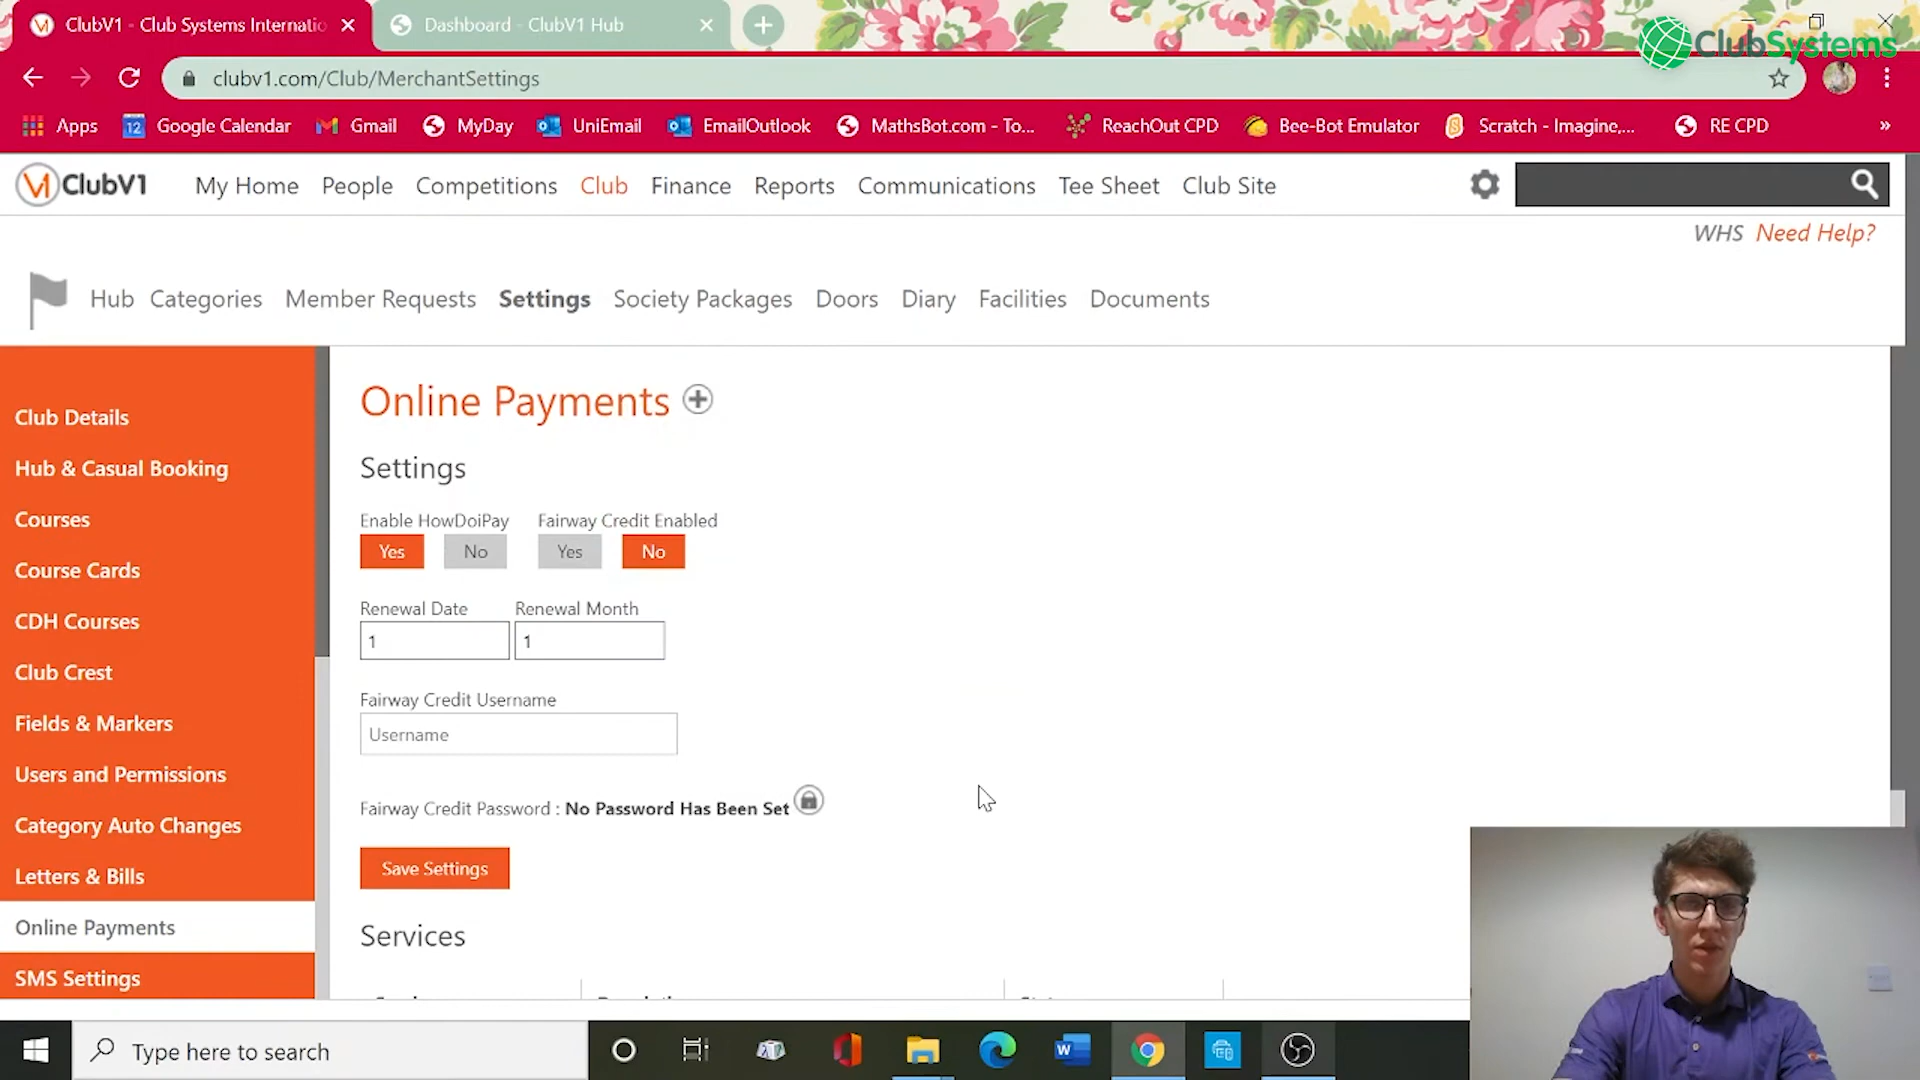 ClubV1 - Club Systems Internatio
Dashboard - ClubV1 Hub
ClubSystems
clubv1.com/Club/MerchantSettings
Apps
12
Google Calendar
Gmail
MyDay
UniEmail
EmailOutlook
MathsBot.com - To...
ReachOut CPD
Bee-Bot Emulator
Scratch - Imagine,...
RE CPD
»
V1 ClubV1
My Home
People
Competitions
Club
Finance
Reports
Communications
Tee Sheet
Club Site
WHS Need Help?
Hub
Categories
Member Requests
Settings
Society Packages
Doors
Diary
Facilities
Documents
Club Details
Hub & Casual Booking
Courses
Course Cards
CDH Courses
Club Crest
Fields & Markers
Users and Permissions
Category Auto Changes
Letters & Bills
Online Payments
SMS Settings
Online Payments
Settings
Enable HowDoiPay
Fairway Credit Enabled
Yes
No
Yes
No
Renewal Date
Renewal Month
1
1
Fairway Credit Username
Username
Fairway Credit Password : No Password Has Been Set
Save Settings
Services
Type here to search